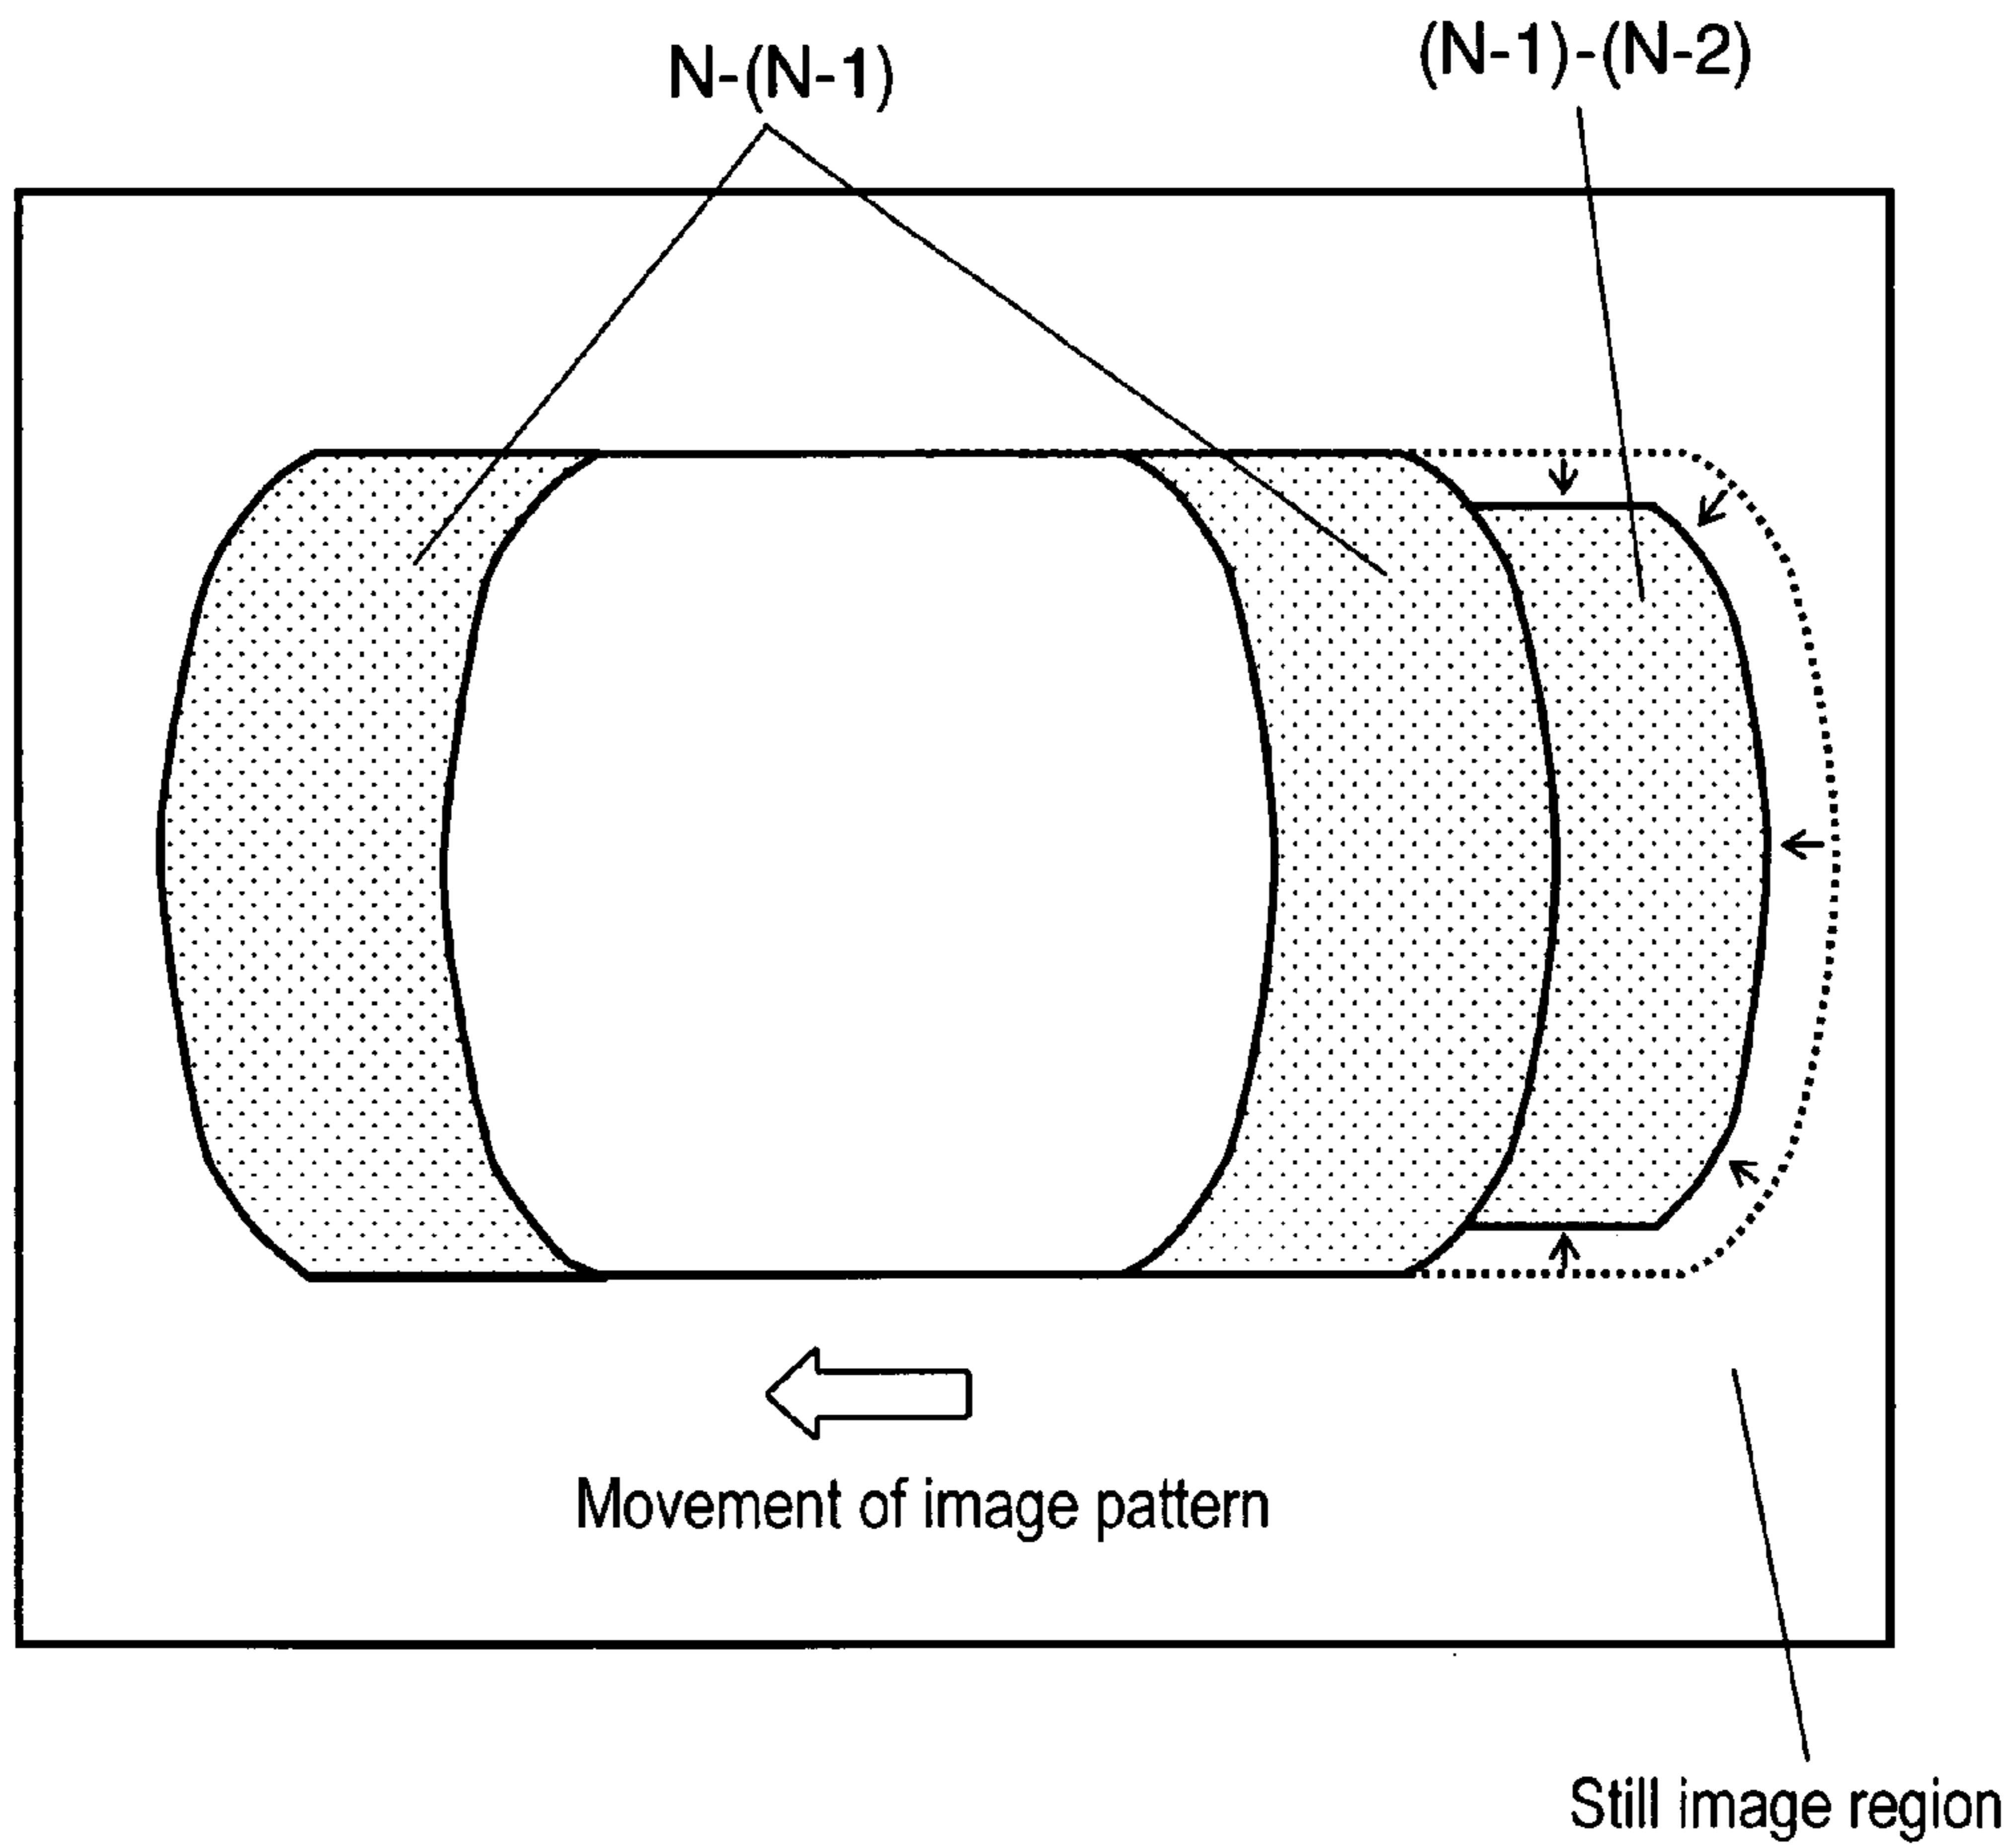 N-(N-1)
(N-1)-(N-2)
Movement of image pattern
Still image region